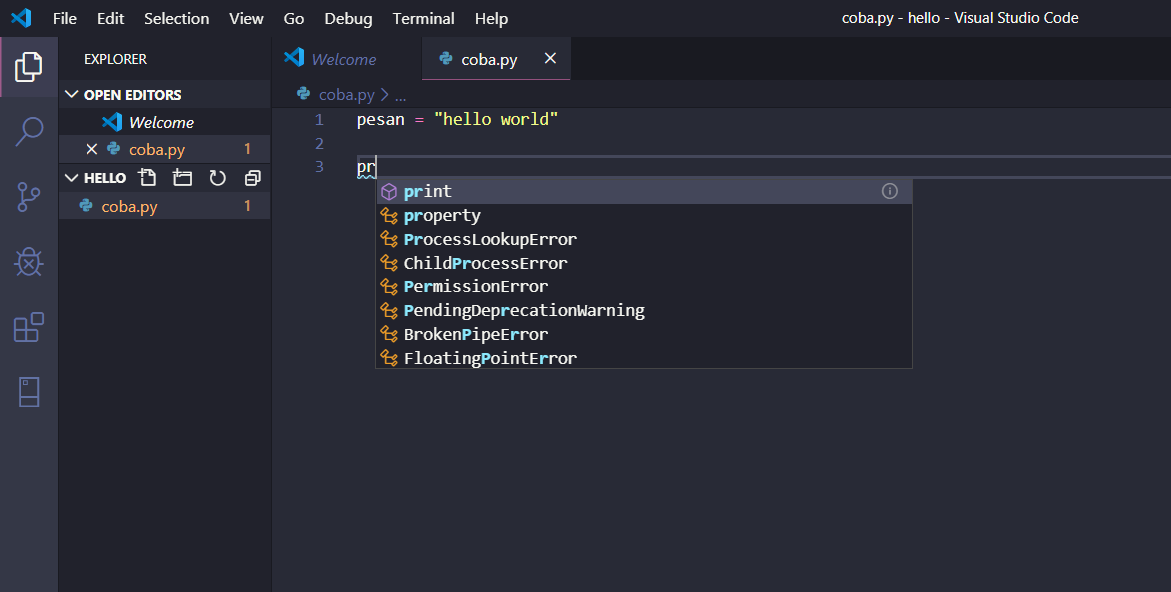 File Edit Selection View Go Debug Terminal Help coba.py - hello - Visual Studio Code
EXPLORER
OPEN EDITORS
Welcome
coba.py 1
HELLO
coba.py 1
Welcome coba.py
coba.py > ...
1 pesan = "hello world"
2
3 pr
print
property
ProcessLookupError
ChildProcessError
PermissionError
PendingDeprecationWarning
BrokenPipeError
FloatingPointError